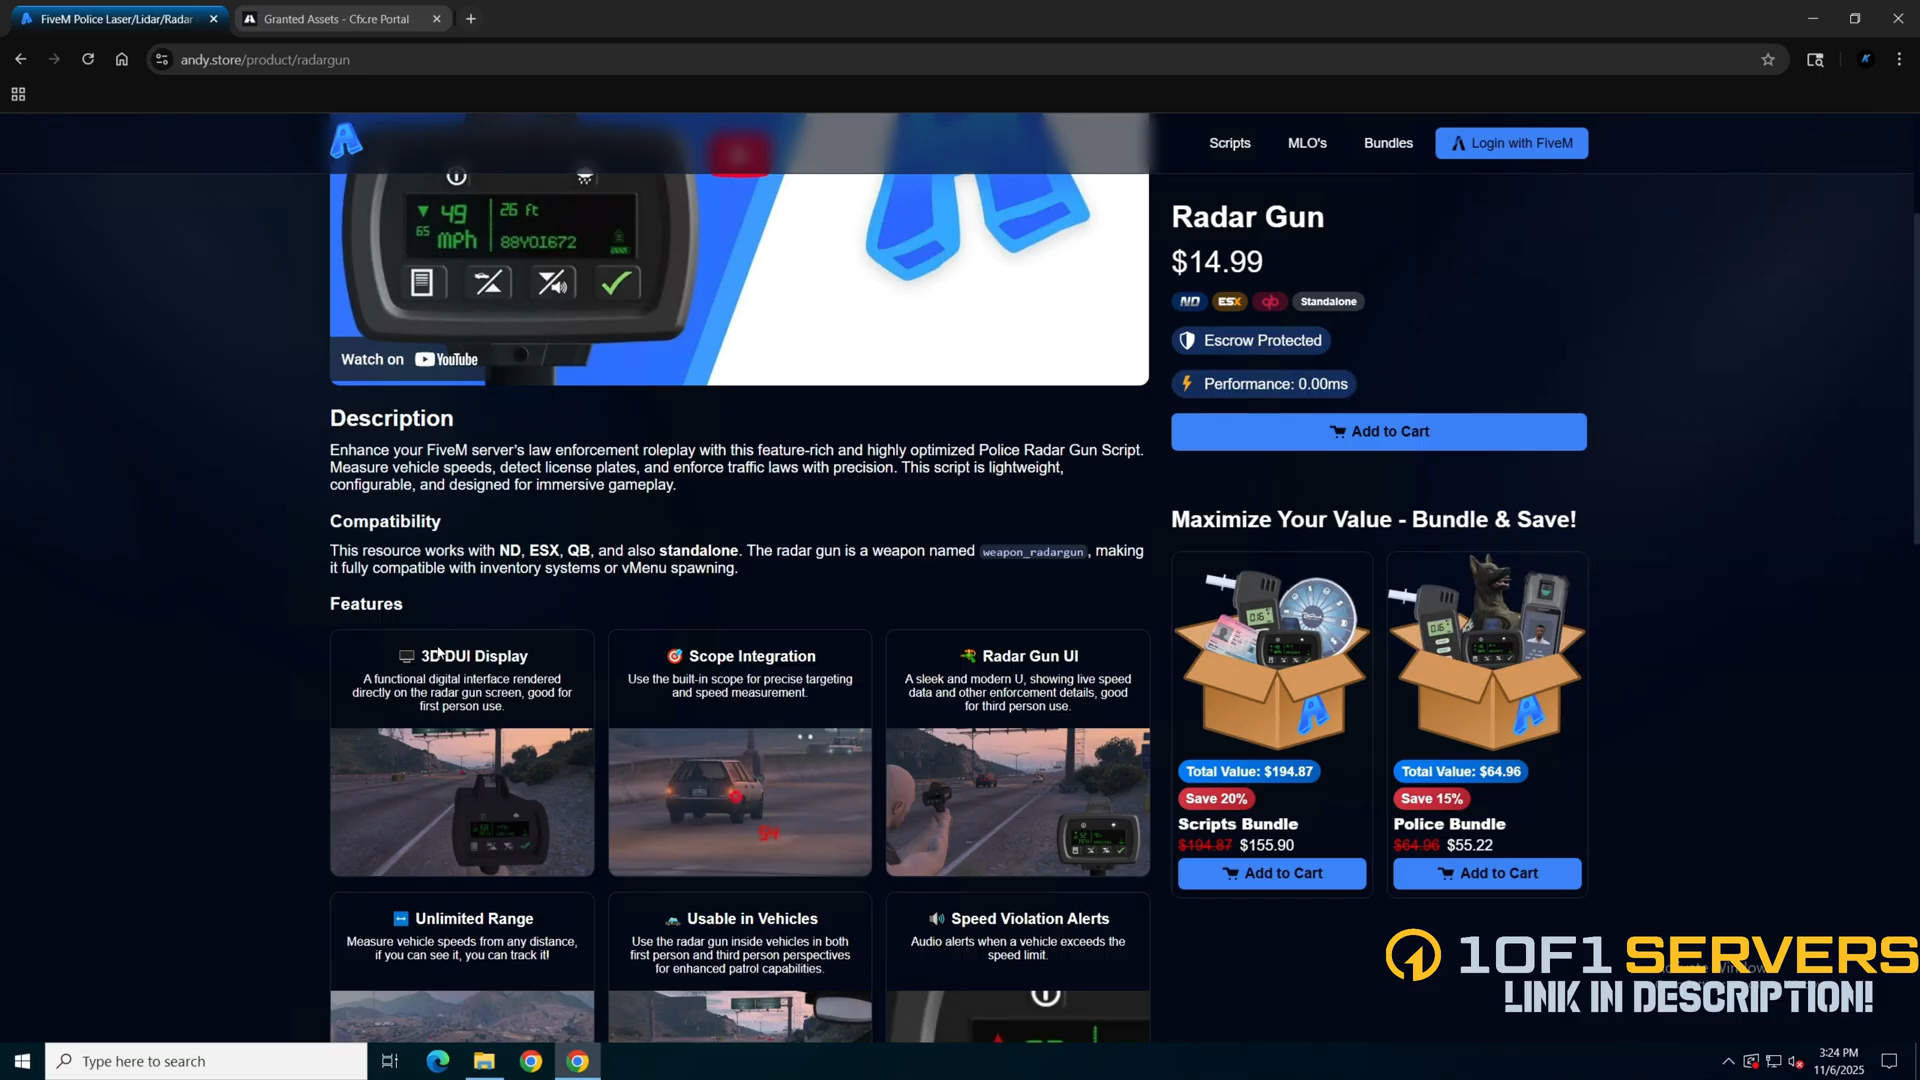 FiveM Police Laser/Lidar/Radar
Granted Assets - Cfx.re Portal
andy.store/product/radargun
Scripts
MLO's
Bundles
Login with FiveM
49
65
mph
26 ft
88YOI672
Watch on YouTube
Radar Gun
$14.99
ND
ESX
qb
Standalone
Escrow Protected
Performance: 0.00ms
Add to Cart
Description
Enhance your FiveM server's law enforcement roleplay with this feature-rich and highly optimized Police Radar Gun Script.
Measure vehicle speeds, detect license plates, and enforce traffic laws with precision. This script is lightweight,
configurable, and designed for immersive gameplay.
Compatibility
This resource works with ND, ESX, QB, and also standalone. The radar gun is a weapon named weapon_radargun, making
it fully compatible with inventory systems or vMenu spawning.
Features
3D DUI Display
A functional digital interface rendered
directly on the radar gun screen, good for
first person use.
Scope Integration
Use the built-in scope for precise targeting
and speed measurement.
54
Radar Gun UI
A sleek and modern U, showing live speed
data and other enforcement details, good
for third person use.
Unlimited Range
Measure vehicle speeds from any distance,
if you can see it, you can track it!
Usable in Vehicles
Use the radar gun inside vehicles in both
first person and third person perspectives
for enhanced patrol capabilities.
Speed Violation Alerts
Audio alerts when a vehicle exceeds the
speed limit.
Maximize Your Value - Bundle & Save!
Total Value: $194.87
Save 20%
Scripts Bundle
$194.87 $155.90
Add to Cart
Total Value: $64.96
Save 15%
Police Bundle
$64.96 $55.22
Add to Cart
1OF1 SERVERS
LINK IN DESCRIPTION!
Type here to search
3:24 PM
11/6/2025